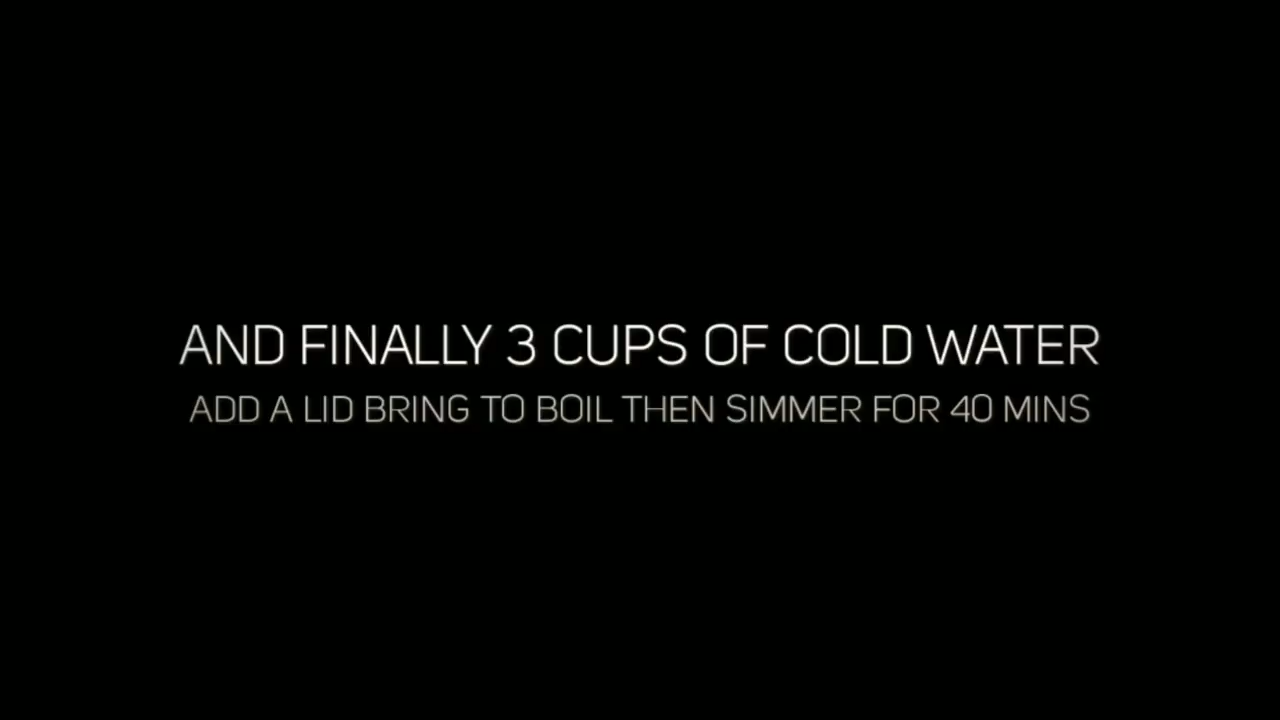 AND FINALLY 3 CUPS OF COLD WATER
ADD A LID BRING TO BOIL THEN SIMMER FOR 40 MINS